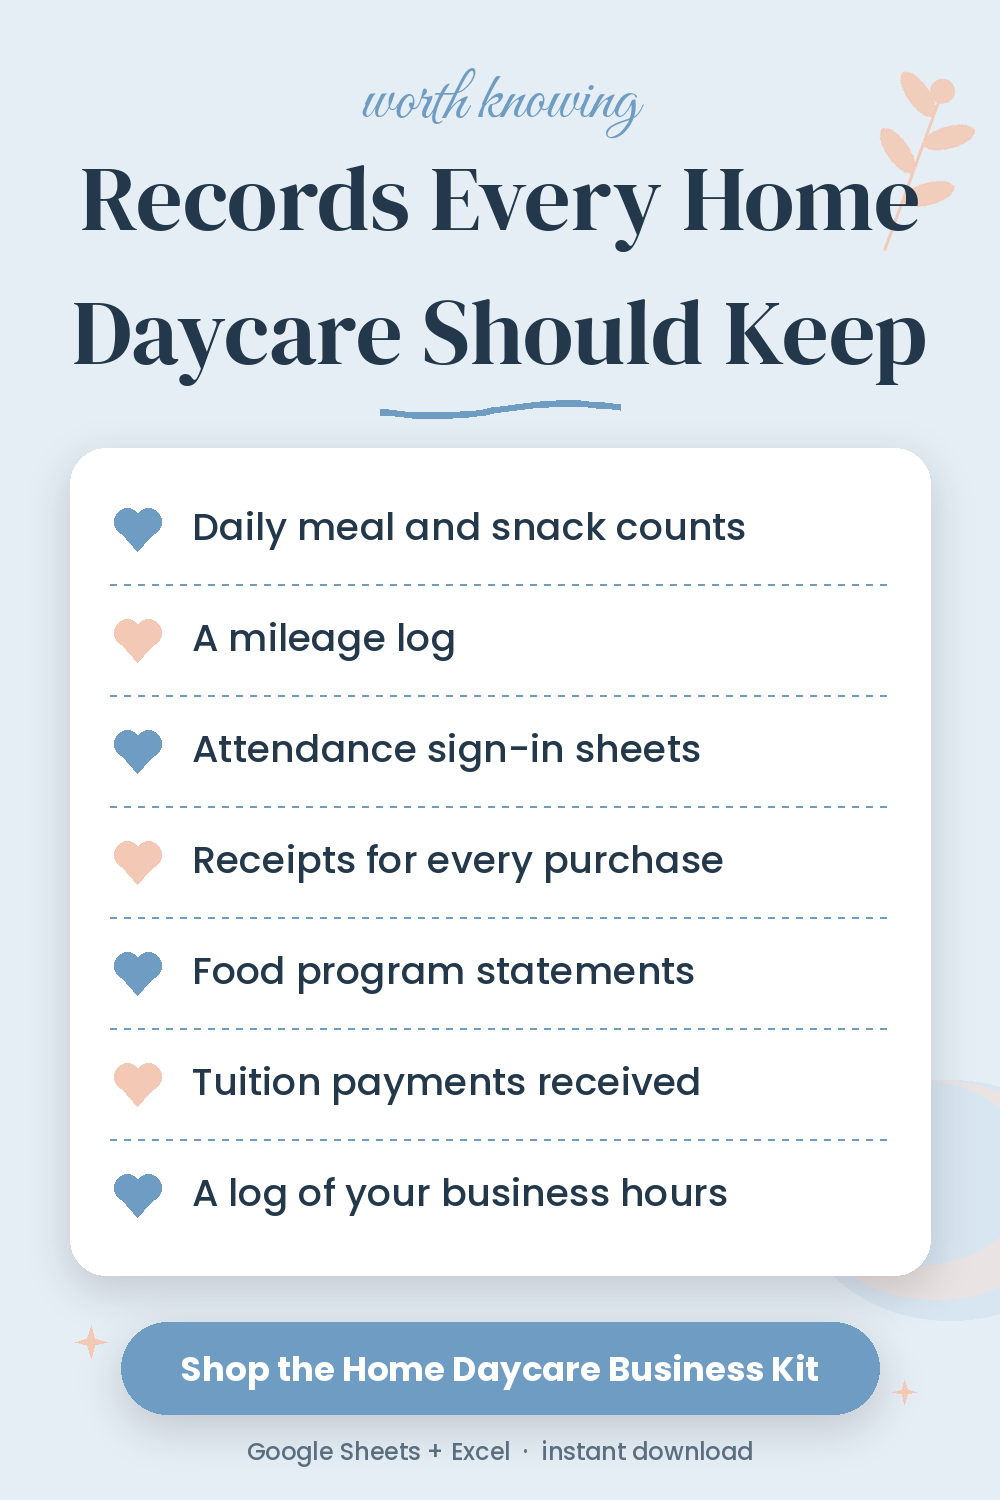 worth knowing
Records Every Home
Daycare Should Keep
Daily meal and snack counts
A mileage log
Attendance sign-in sheets
Receipts for every purchase
Food program statements
Tuition payments received
A log of your business hours
Shop the Home Daycare Business Kit
Google Sheets + Excel · instant download